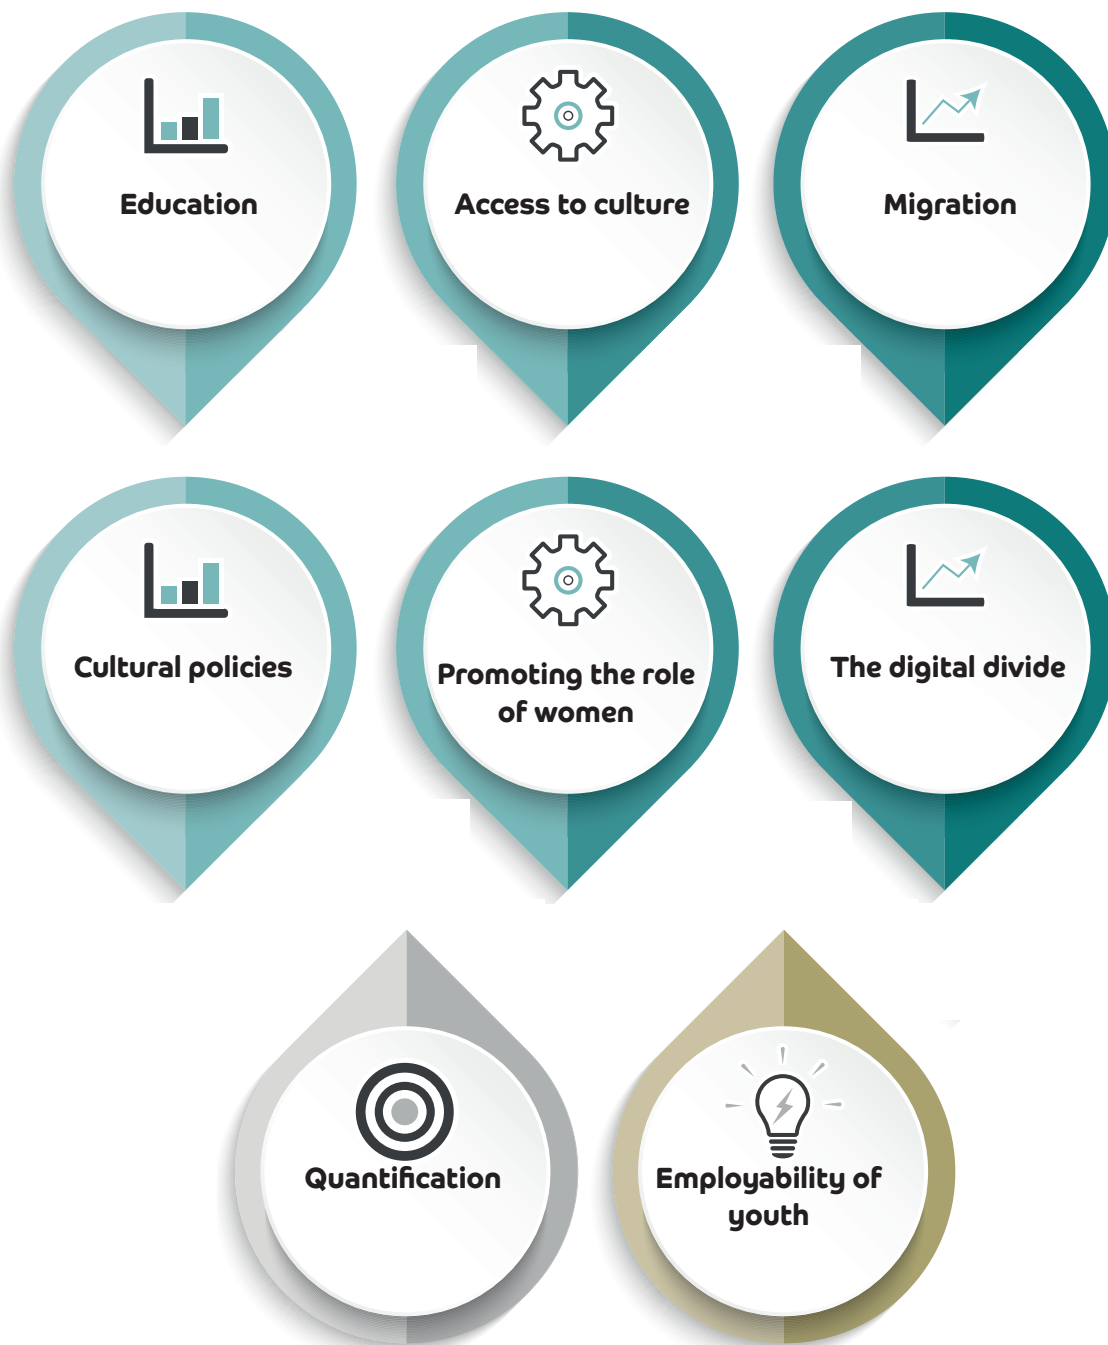 Education
Access to culture
Migration
Cultural policies
Promoting the role
of women
The digital divide
Quantification
Employability of
youth